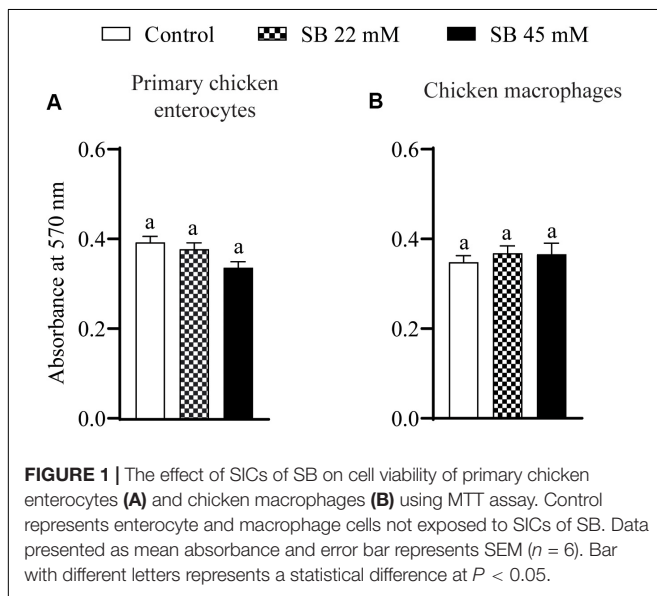 Control SB 22 mM SB 45 mM
A
Primary chicken
enterocytes
B
Chicken macrophages
Absorbance at 570 nm
0.6
0.4
0.2
0.0
a a a
0.6
0.4
0.2
0.0
a a a
FIGURE 1 | The effect of SICs of SB on cell viability of primary chicken
enterocytes (A) and chicken macrophages (B) using MTT assay. Control
represents enterocyte and macrophage cells not exposed to SICs of SB. Data
presented as mean absorbance and error bar represents SEM (n = 6). Bar
with different letters represents a statistical difference at P < 0.05.